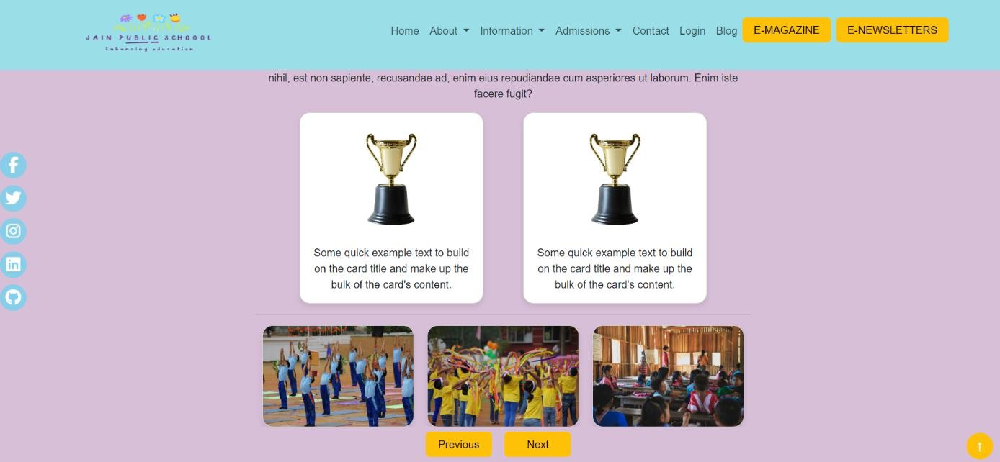 JAIN PUBLIC SCHOOOL
Enhancing education
Home About Information Admissions Contact Login Blog E-MAGAZINE E-NEWSLETTERS
nihil, est non sapiente, recusandae ad, enim eius repudiandae cum asperiores ut laborum. Enim iste
facere fugit?
Some quick example text to build
on the card title and make up the
bulk of the card's content.
Some quick example text to build
on the card title and make up the
bulk of the card's content.
Previous Next